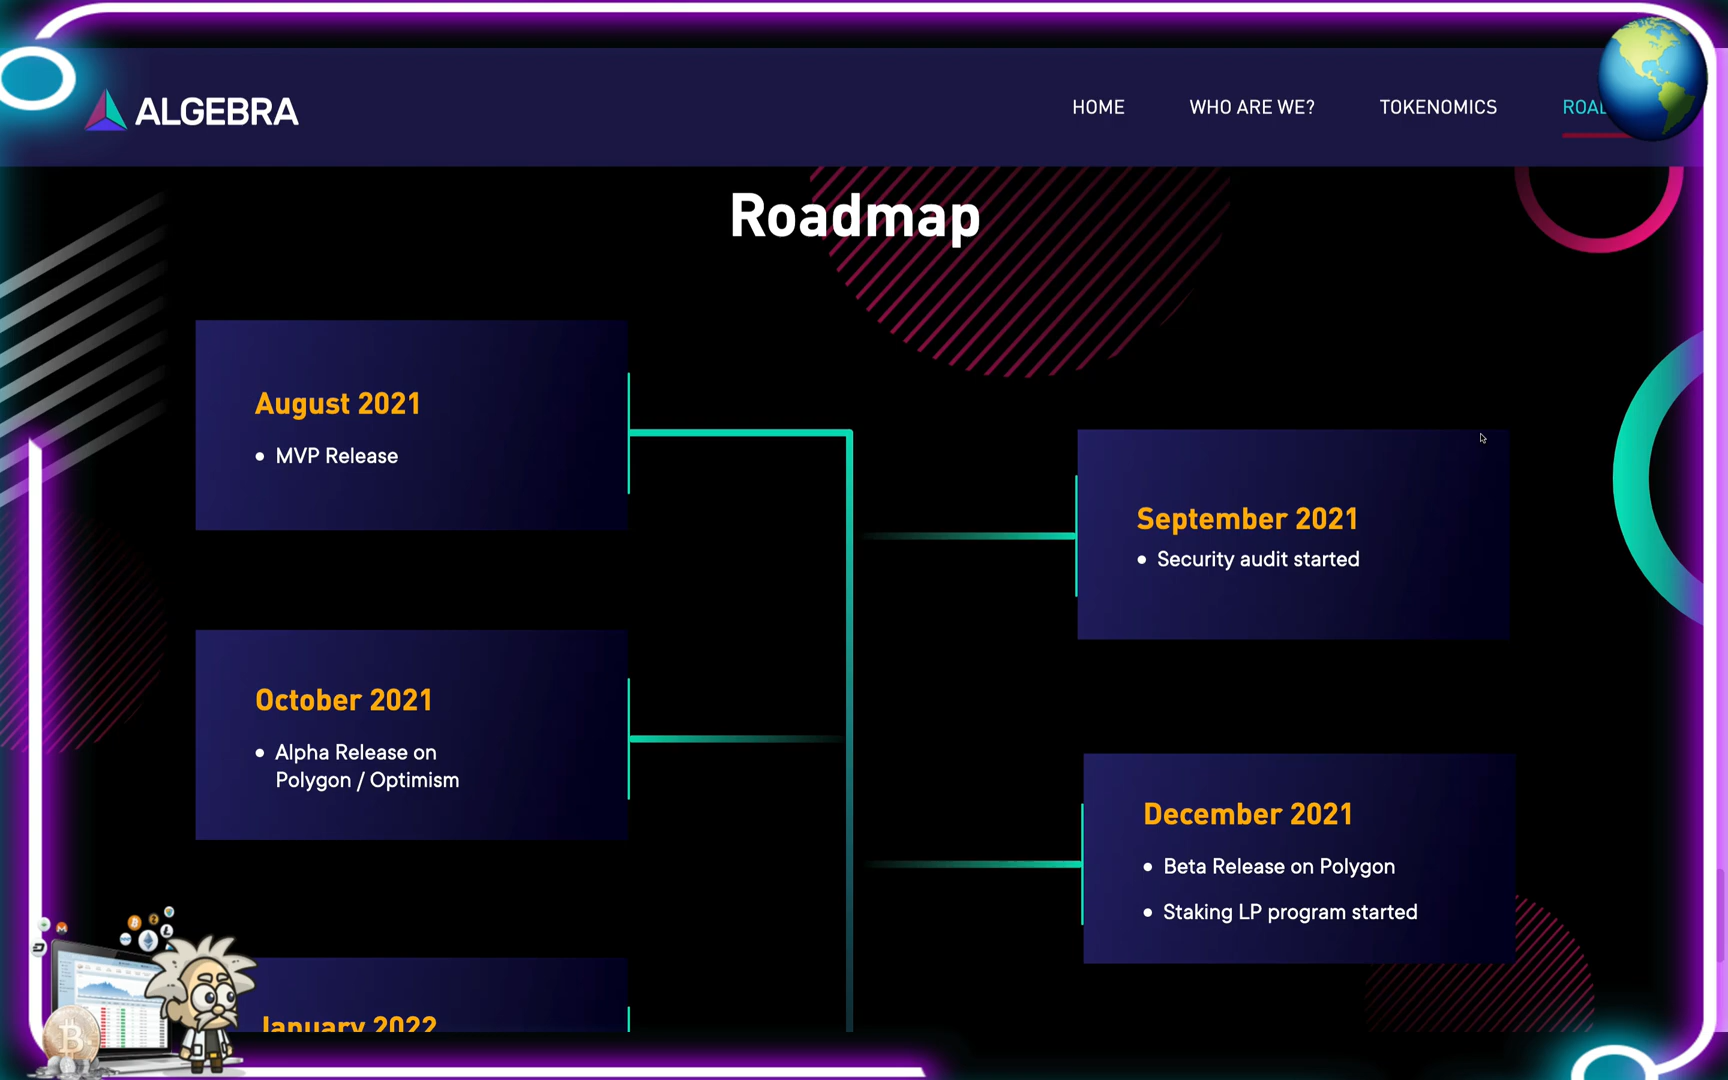 ALGEBRA
HOME
WHO ARE WE?
TOKENOMICS
Roadmap
August 2021
• MVP Release
September 2021
• Security audit started
October 2021
• Alpha Release on
Polygon / Optimism
December 2021
• Beta Release on Polygon
• Staking LP program started
January 2022